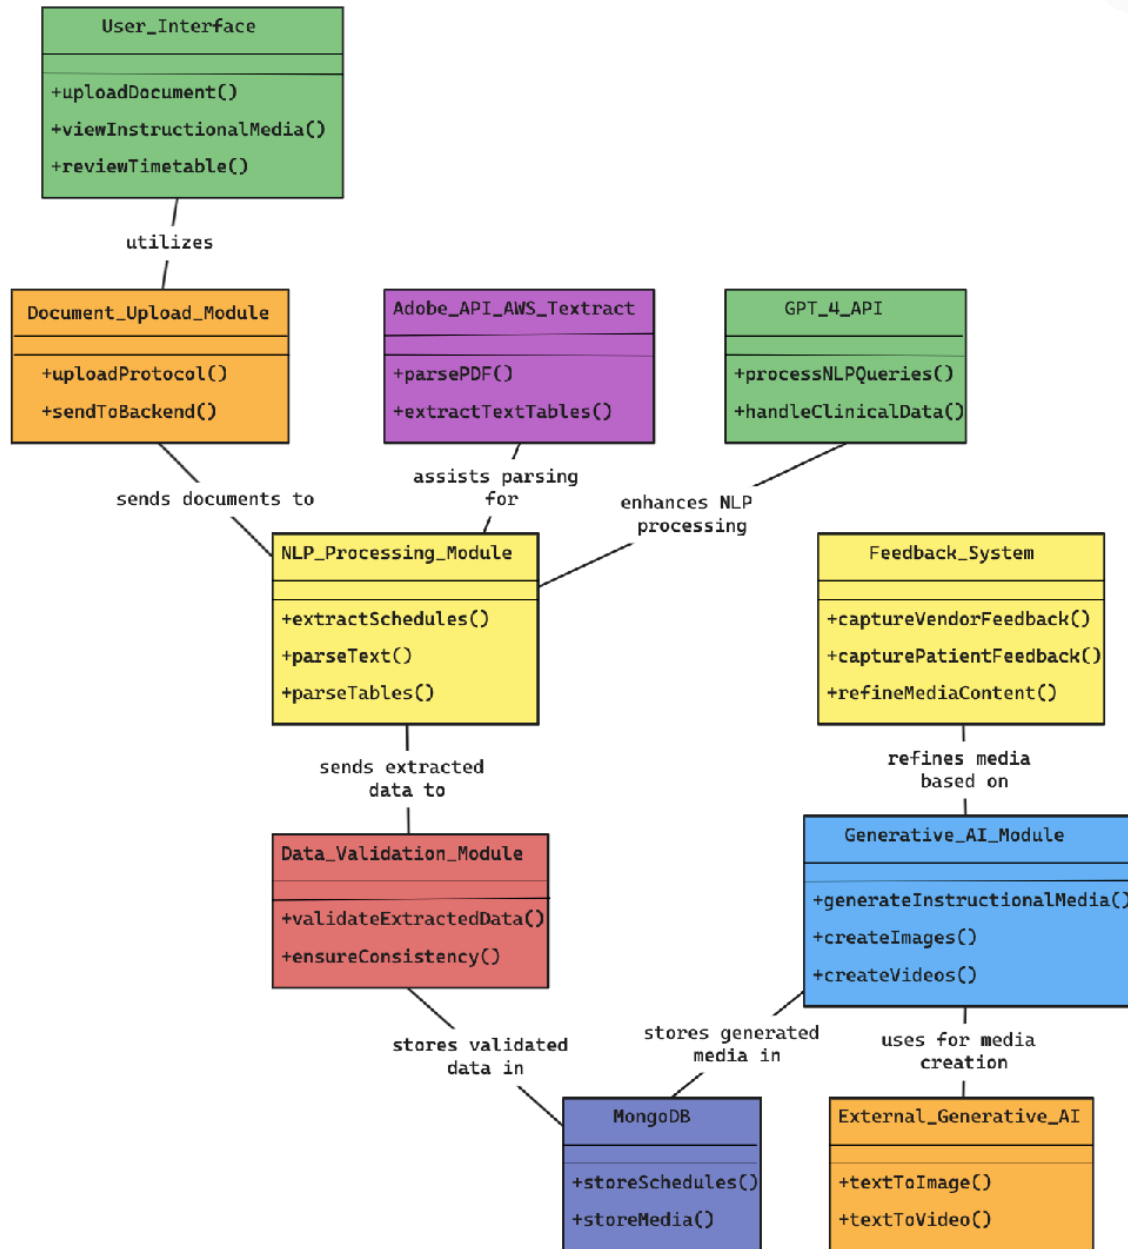 User_Interface
+uploadDocument()
+viewInstructionalMedia()
+reviewTimetable()
utilizes
Document_Upload_Module
+uploadProtocol()
+sendToBackend()
Adobe_API_AWS_Textract
+parsePDF()
+extractTextTables()
GPT_4_API
+processNLPQueries()
+handleClinicalData()
sends documents to
assists parsing
for
enhances NLP
processing
NLP_Processing_Module
+extractSchedules()
+parseText()
+parseTables()
Feedback_System
+captureVendorFeedback()
+capturePatientFeedback()
+refineMediaContent()
sends extracted
data to
refines media
based on
Data_Validation_Module
+validateExtractedData()
+ensureConsistency()
Generative_AI_Module
+generateInstructionalMedia()
+createImages()
+createVideos()
stores validated
data in
stores generated
media in
uses for media
creation
MongoDB
+storeSchedules()
+storeMedia()
External_Generative_AI
+textToImage()
+textToVideo()